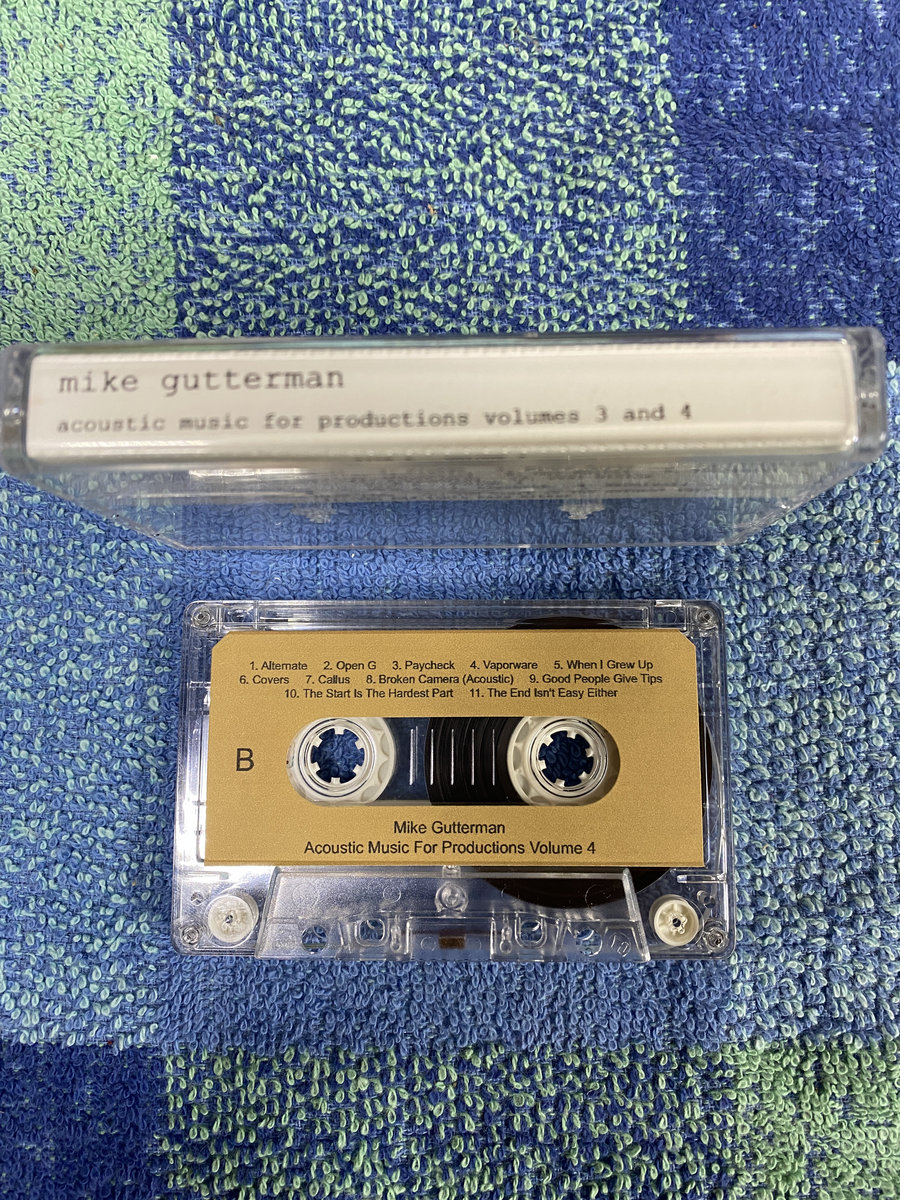 mike gutterman
acoustic music for productions volumes 3 and 4
1. Alternate 2. Open G 3. Paycheck 4. Vaporware 5. When I Grew Up
6. Covers 7. Callus 8. Broken Camera (Acoustic) 9. Good People Give Tips
10. The Start Is The Hardest Part 11. The End Isn't Easy Either
B
Mike Gutterman
Acoustic Music For Productions Volume 4